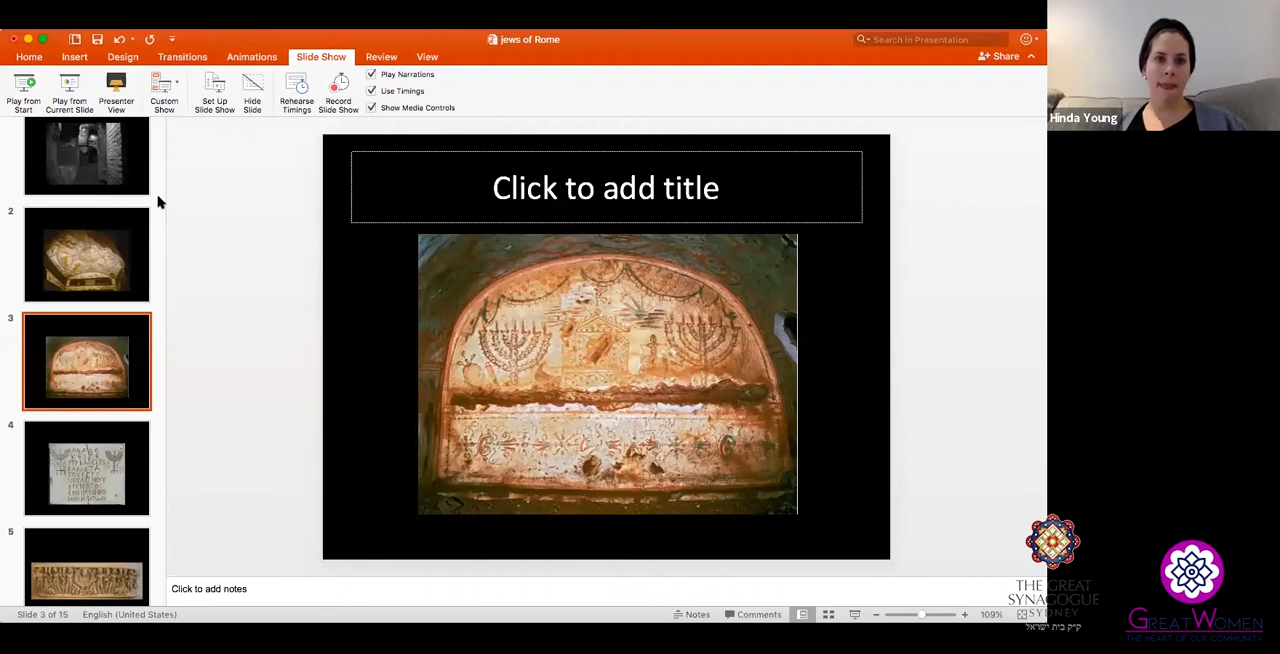 jews of Rome
Search in Presentation
Home Insert Design Transitions Animations Slide Show Review View
Share
Play from Start
Play from Current Slide
Presenter View
Custom Show
Set Up Slide Show
Hide Slide
Rehearse Timings
Record Slide Show
Play Narrations
Use Timings
Show Media Controls
Hinda Young
2
3
4
5
Click to add title
Click to add notes
Slide 3 of 15 English (United States)
Notes Comments 109%
THE GREAT
SYNAGOGUE
SYDNEY
ק״ק בית ישראל
GREATWOMEN
THE HEART OF OUR COMMUNITY